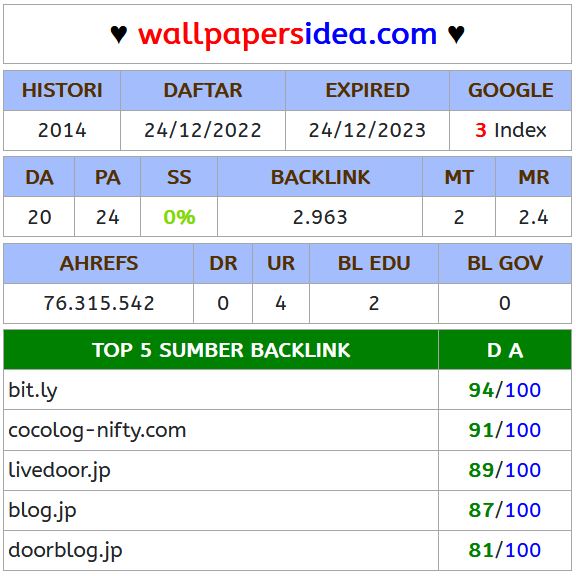 ♥ wallpapersidea.com ♥
HISTORI DAFTAR EXPIRED GOOGLE
2014 24/12/2022 24/12/2023 3 Index
DA PA SS BACKLINK MT MR
20 24 0% 2.963 2 2.4
AHREFS DR UR BL EDU BL GOV
76.315.542 0 4 2 0
TOP 5 SUMBER BACKLINK D A
bit.ly 94/100
cocolog-nifty.com 91/100
livedoor.jp 89/100
blog.jp 87/100
doorblog.jp 81/100